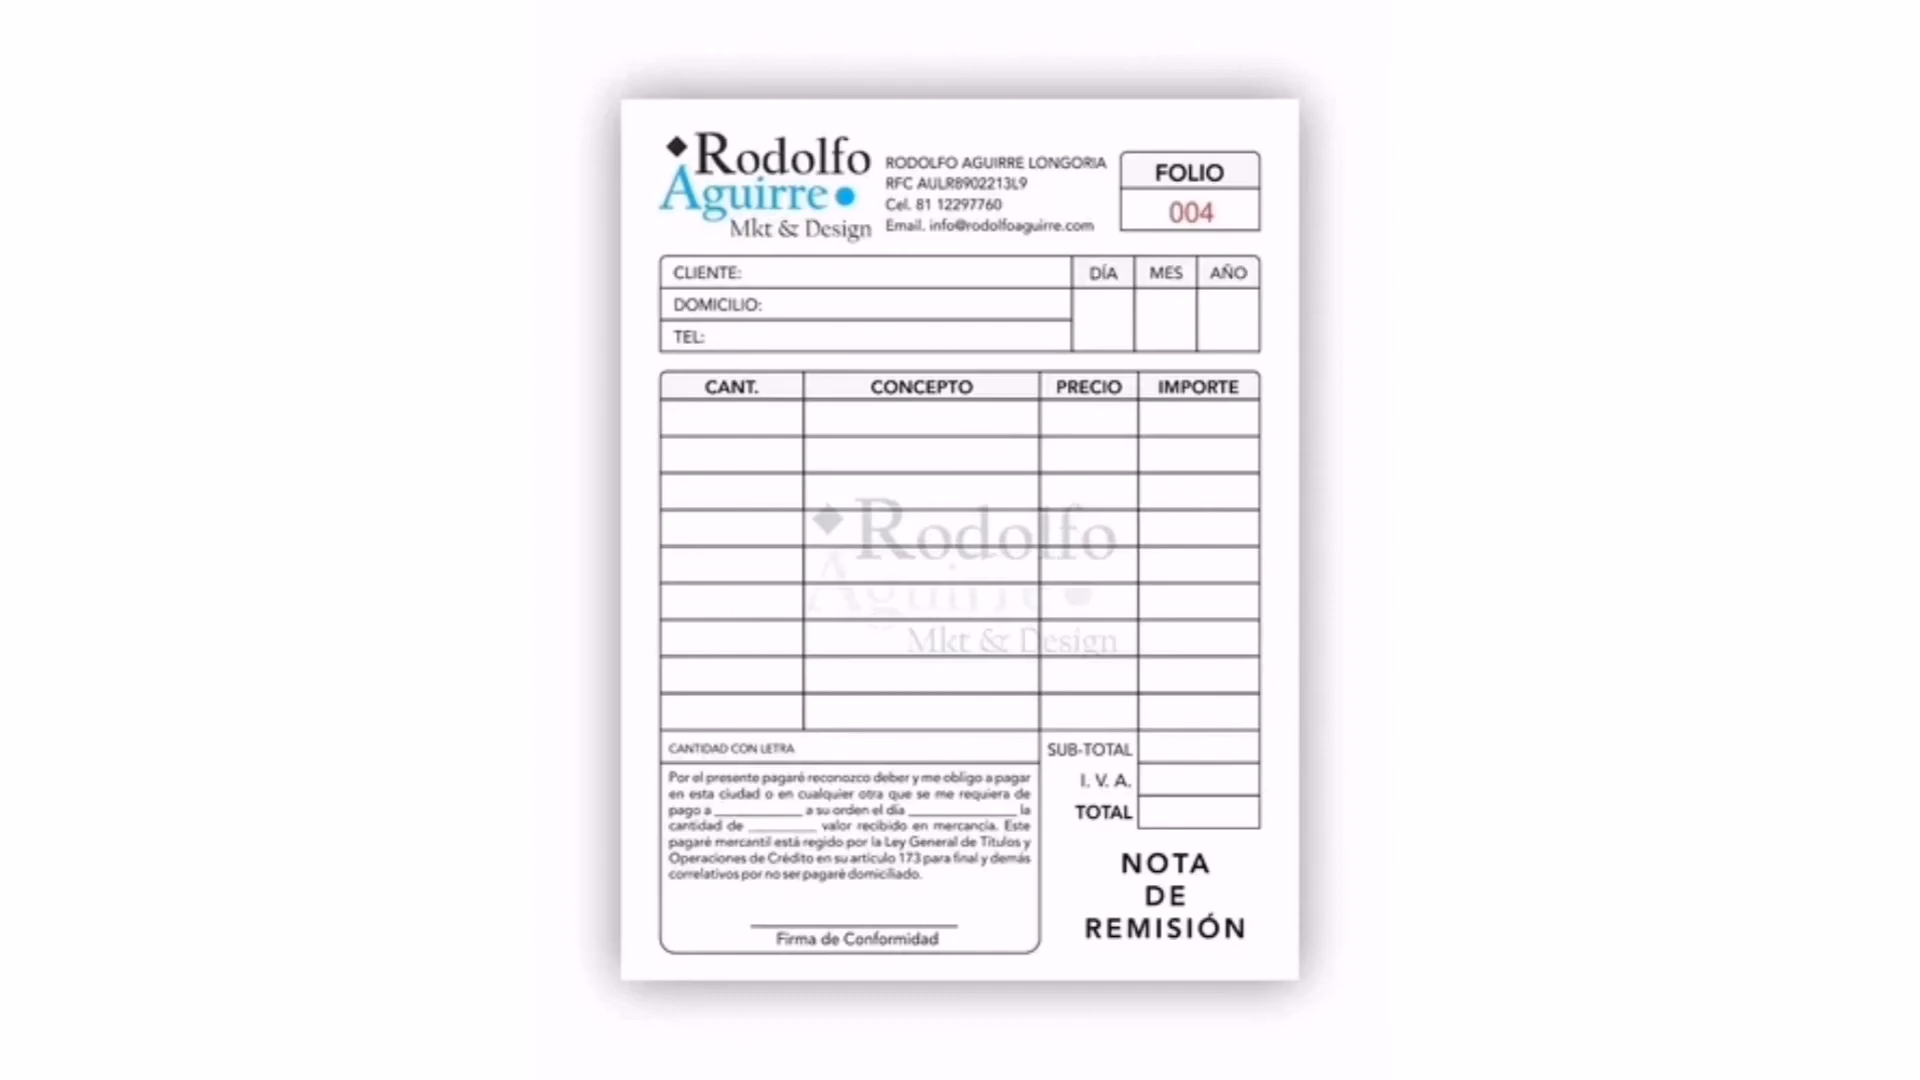 Rodolfo
Aguirre
Mkt & Design
RODOLFO AGUIRRE LONGORIA
RFC AULR8902213L9
Cel. 81 12297760
Email. info@rodolfoaguirre.com
FOLIO
004
CLIENTE:
DÍA MES AÑO
DOMICILIO:
TEL:
CANT. CONCEPTO PRECIO IMPORTE
Rodolfo
Aguirre
Mkt & Design
CANTIDAD CON LETRA
SUB-TOTAL
I. V. A.
TOTAL
Por el presente pagaré reconozco deber y me obligo a pagar
en esta ciudad o en cualquier otra que se me requiera de
pago a __________ a su orden el día __________ la
cantidad de ________ valor recibido en mercancía. Este
pagaré mercantil está regido por la Ley General de Títulos y
Operaciones de Crédito en su artículo 173 para final y demás
correlativos por no ser pagaré domiciliado.
Firma de Conformidad
NOTA
DE
REMISIÓN